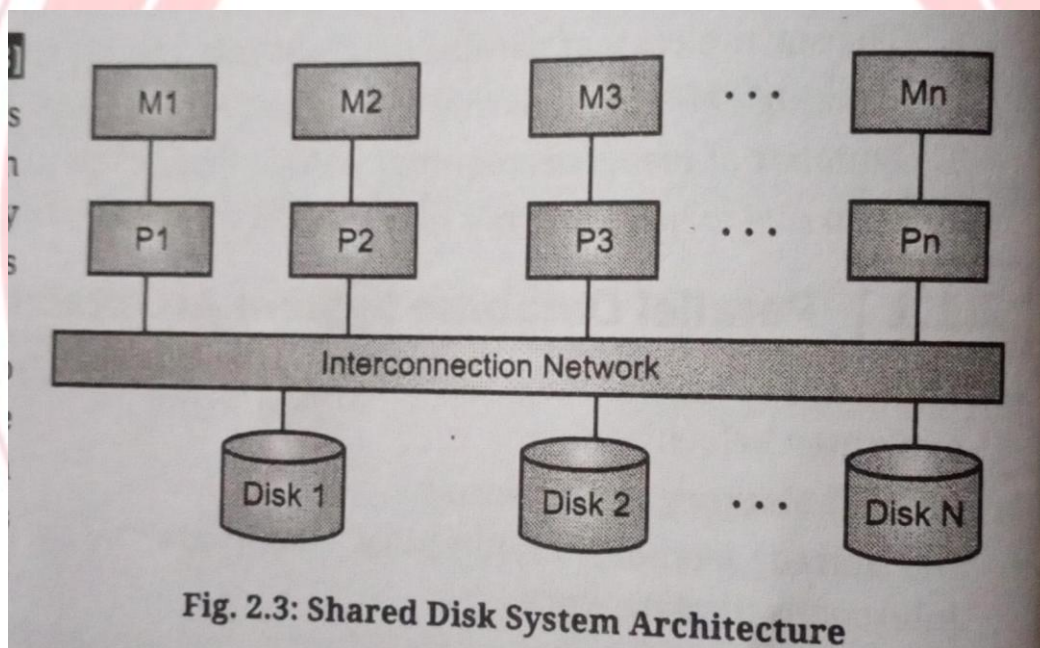 M1 M2 M3 ... Mn
P1 P2 P3 ... Pn
Interconnection Network
Disk 1 Disk 2 ... Disk N
Fig. 2.3: Shared Disk System Architecture